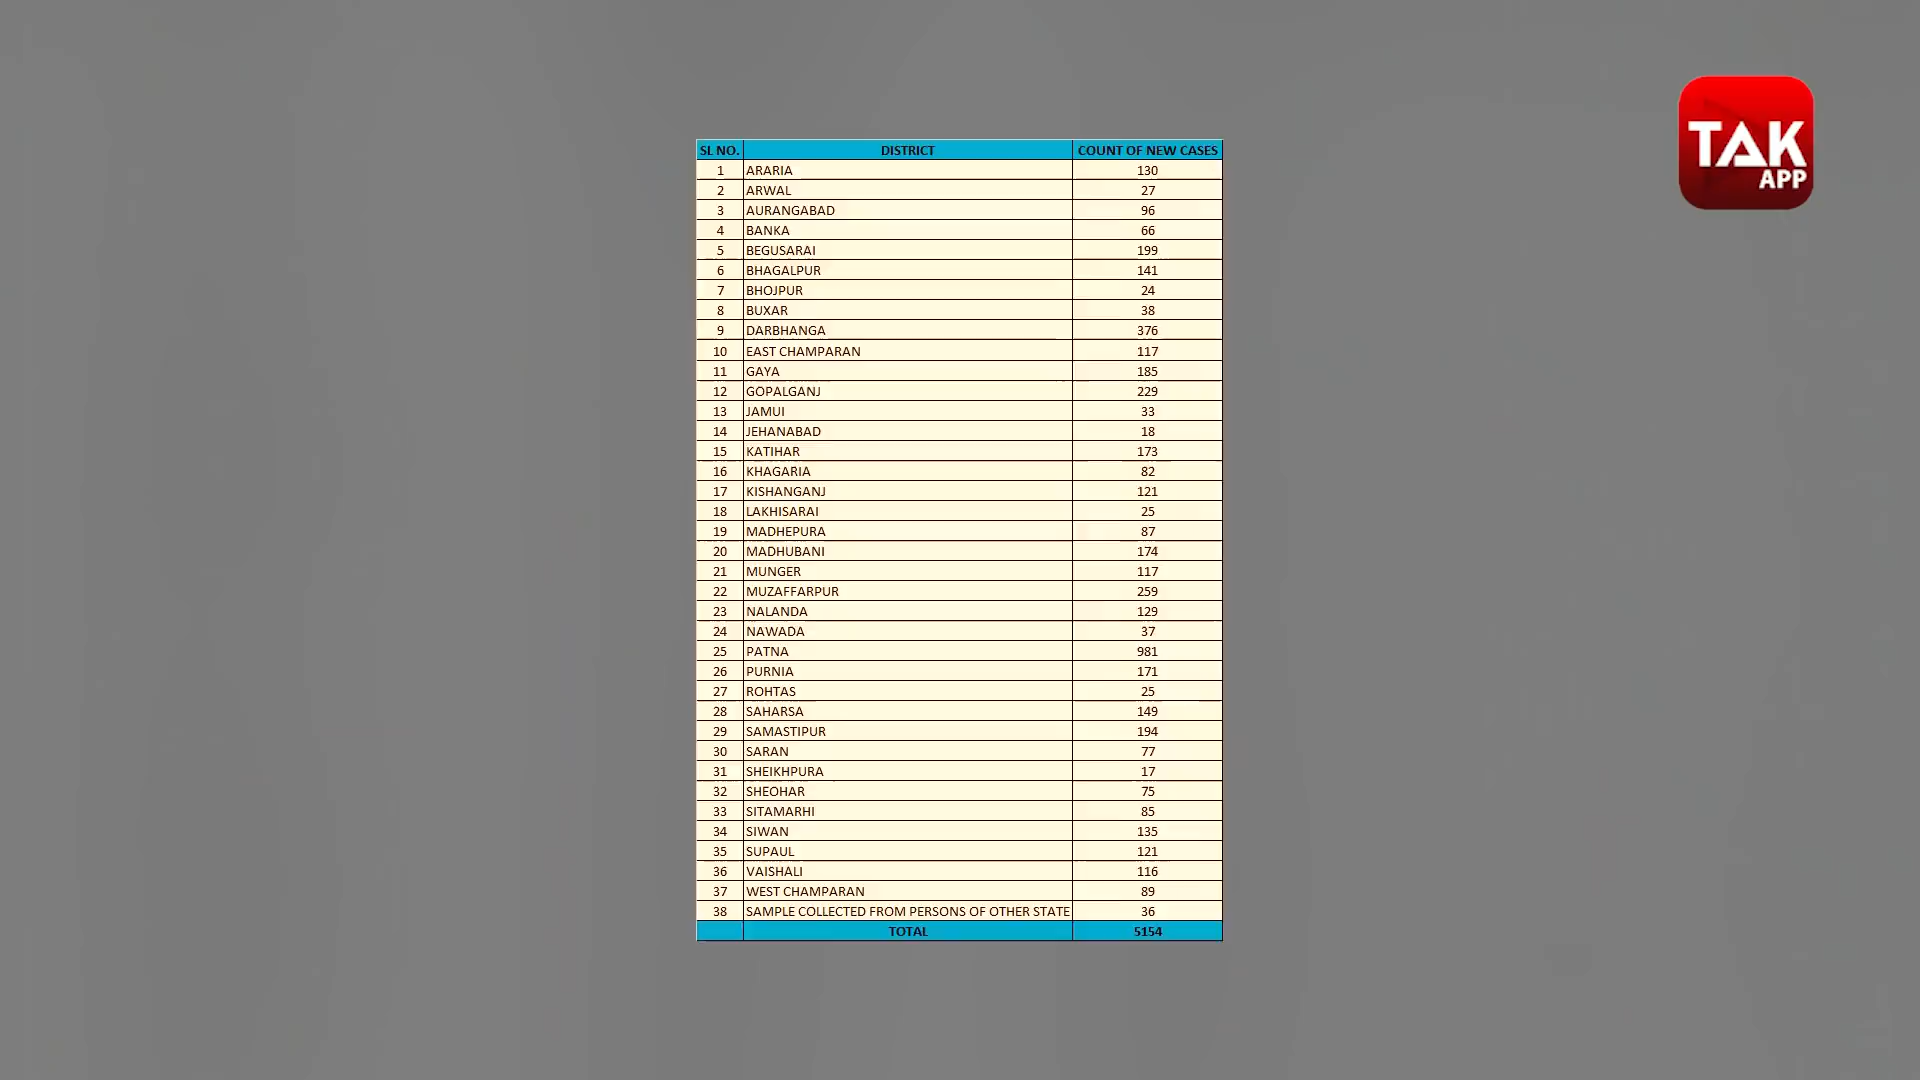 SL NO. DISTRICT COUNT OF NEW CASES
1 ARARIA 130
2 ARWAL 27
3 AURANGABAD 96
4 BANKA 66
5 BEGUSARAI 199
6 BHAGALPUR 141
7 BHOJPUR 24
8 BUXAR 38
9 DARBHANGA 376
10 EAST CHAMPARAN 117
11 GAYA 185
12 GOPALGANJ 229
13 JAMUI 33
14 JEHANABAD 18
15 KATIHAR 173
16 KHAGARIA 82
17 KISHANGANJ 121
18 LAKHISARAI 25
19 MADHEPURA 87
20 MADHUBANI 174
21 MUNGER 117
22 MUZAFFARPUR 259
23 NALANDA 129
24 NAWADA 37
25 PATNA 981
26 PURNIA 171
27 ROHTAS 25
28 SAHARSA 149
29 SAMASTIPUR 194
30 SARAN 77
31 SHEIKHPURA 17
32 SHEOHAR 75
33 SITAMARHI 85
34 SIWAN 135
35 SUPAUL 121
36 VAISHALI 116
37 WEST CHAMPARAN 89
38 SAMPLE COLLECTED FROM PERSONS OF OTHER STATE 36
TOTAL 5154
TAK
APP